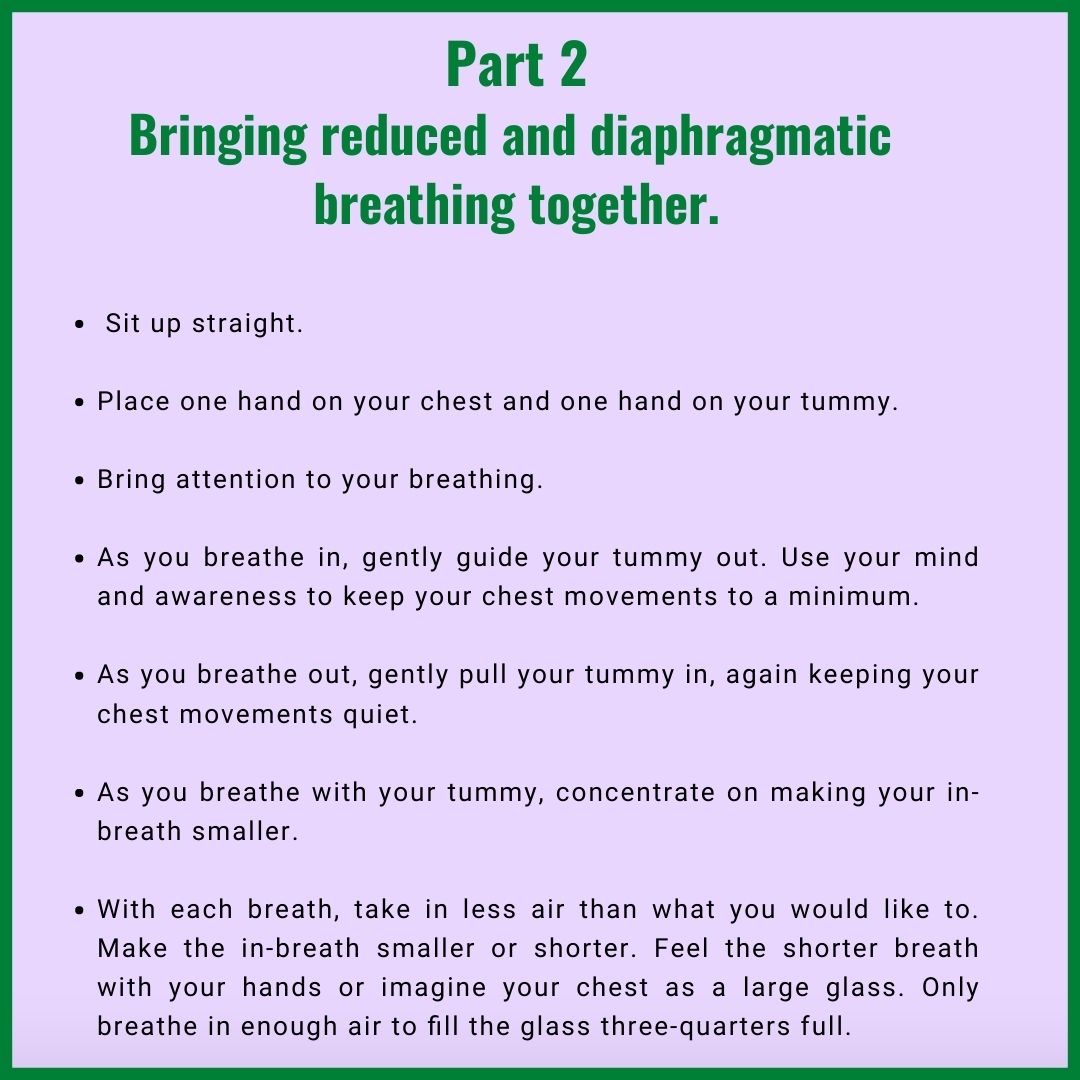 Part 2
Bringing reduced and diaphragmatic
breathing together.
• Sit up straight.
• Place one hand on your chest and one hand on your tummy.
• Bring attention to your breathing.
• As you breathe in, gently guide your tummy out. Use your mind
and awareness to keep your chest movements to a minimum.
• As you breathe out, gently pull your tummy in, again keeping your
chest movements quiet.
• As you breathe with your tummy, concentrate on making your in-
breath smaller.
• With each breath, take in less air than what you would like to.
Make the in-breath smaller or shorter. Feel the shorter breath
with your hands or imagine your chest as a large glass. Only
breathe in enough air to fill the glass three-quarters full.